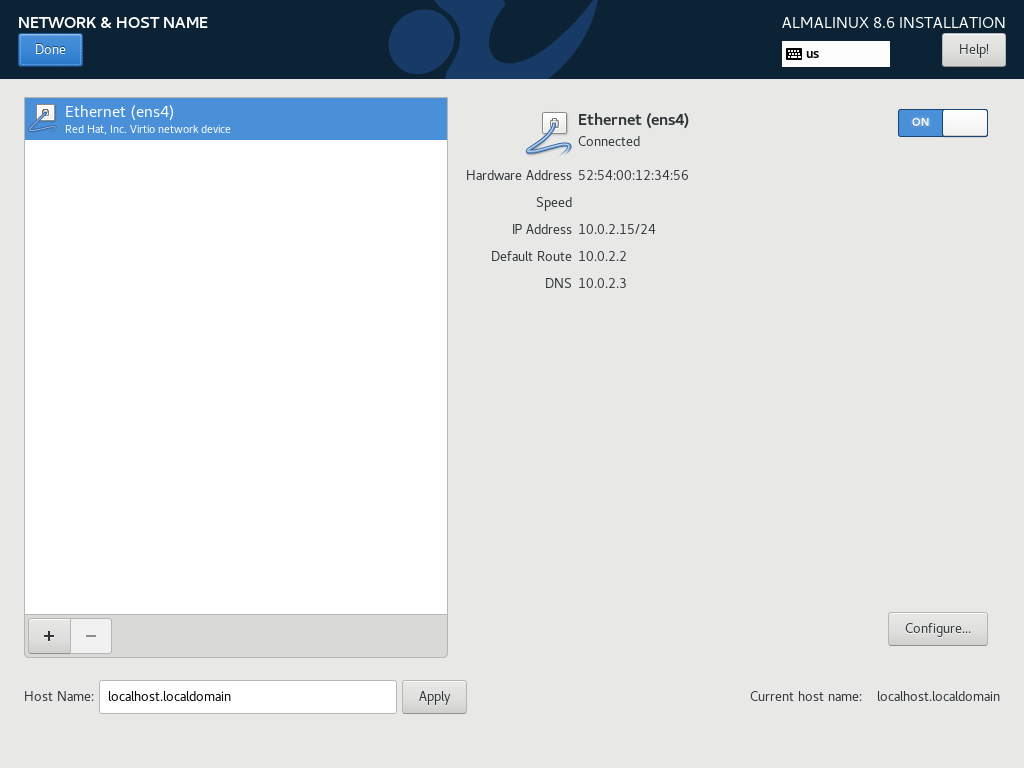 NETWORK & HOST NAME
ALMALINUX 8.6 INSTALLATION
Done
us
Help!
Ethernet (ens4)
Red Hat, Inc. Virtio network device
Ethernet (ens4)
Connected
ON
Hardware Address 52:54:00:12:34:56
Speed
IP Address 10.0.2.15/24
Default Route 10.0.2.2
DNS 10.0.2.3
Configure...
Host Name: localhost.localdomain Apply
Current host name: localhost.localdomain